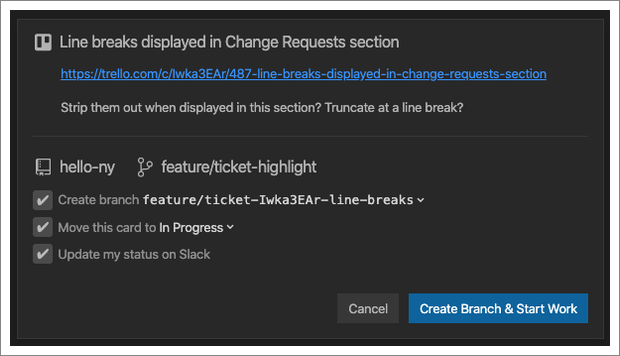 Line breaks displayed in Change Requests section
https://trello.com/c/Iwka3EAr/487-line-breaks-displayed-in-change-requests-section
Strip them out when displayed in this section? Truncate at a line break?
hello-ny feature/ticket-highlight
Create branch feature/ticket-Iwka3EAr-line-breaks
Move this card to In Progress
Update my status on Slack
Cancel Create Branch & Start Work